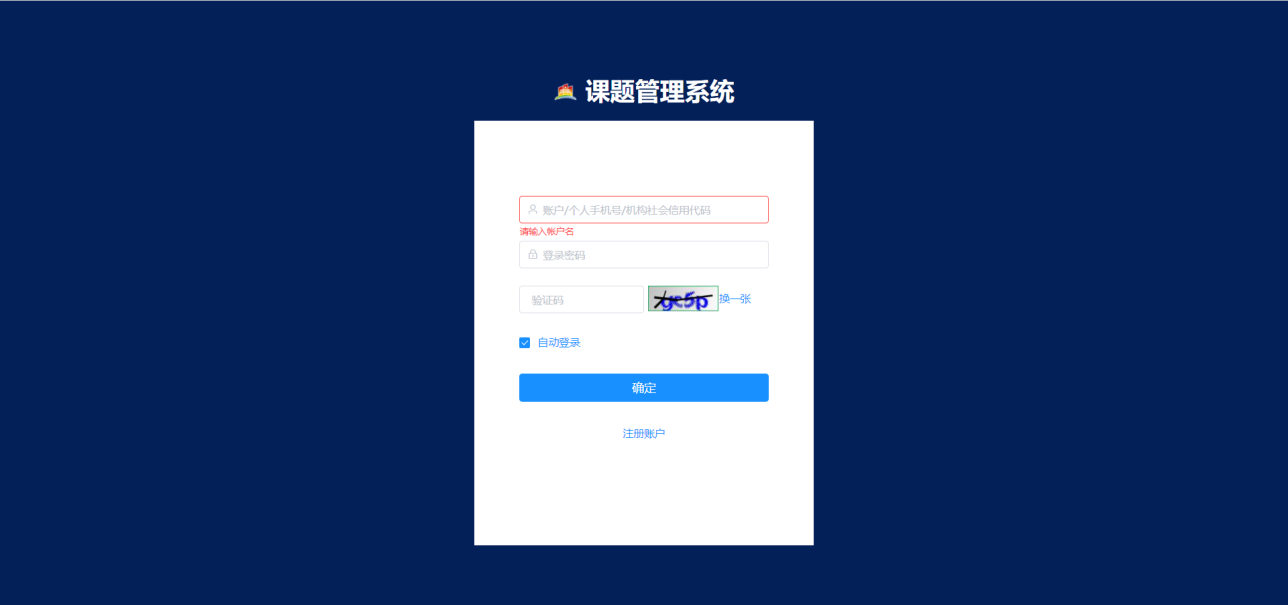 课题管理系统
账户/个人手机号/机构社会信用代码
请输入帐户名
登录密码
验证码 gc5p 换一张
自动登录
确定
注册账户